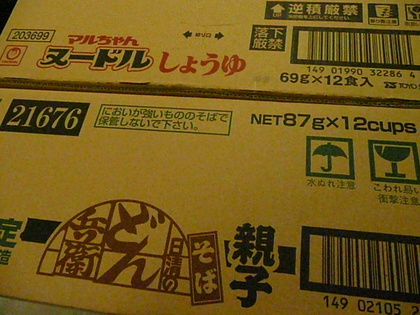 逆積厳禁
203699
マルちゃん
ヌードル しょうゆ
折り口
落下
厳禁
69g×12食入
149 01990 32286
21676
においが強いもののそばで
保管しないで下さい。
NET87g×12cups
水ぬれ注意
こわれ易い
衝撃注意
日清の
どん
兵衛
そば
親子
149 02105